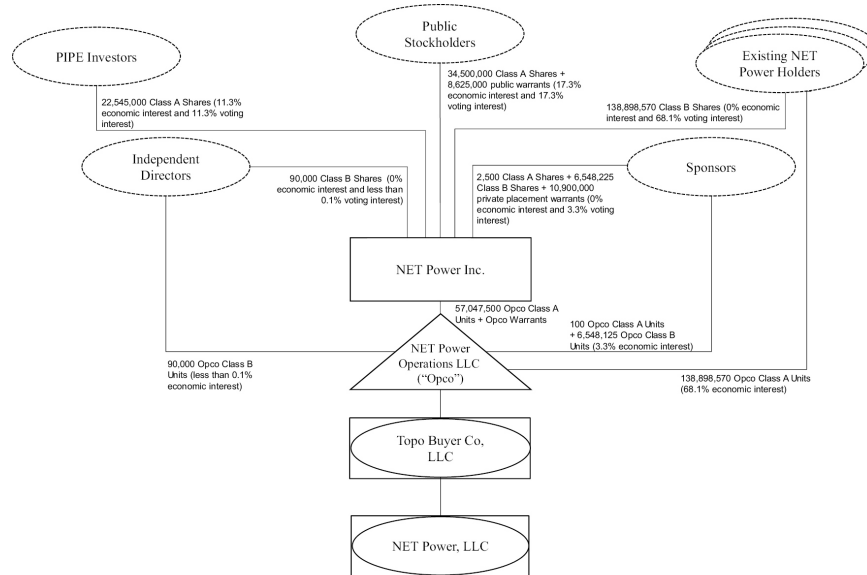 Public
Stockholders
PIPE Investors
Existing NET
Power Holders
34,500,000 Class A Shares +
8,625,000 public warrants (17.3%
economic interest and 17.3%
voting interest)
22,545,000 Class A Shares (11.3%
economic interest and 11.3% voting
interest)
138,898,570 Class B Shares (0% economic
interest and 68.1% voting interest)
Independent
Directors
90,000 Class B Shares (0%
economic interest and less than
0.1% voting interest)
2,500 Class A Shares + 6,548,225
Class B Shares + 10,900,000
private placement warrants (0%
economic interest and 3.3% voting
interest)
Sponsors
NET Power Inc.
57,047,500 Opco Class A
Units + Opco Warrants
100 Opco Class A Units
+ 6,548,125 Opco Class B
Units (3.3% economic interest)
NET Power
Operations LLC
(“Opco”)
90,000 Opco Class B
Units (less than 0.1%
economic interest)
138,898,570 Opco Class A Units
(68.1% economic interest)
Topo Buyer Co,
LLC
NET Power, LLC